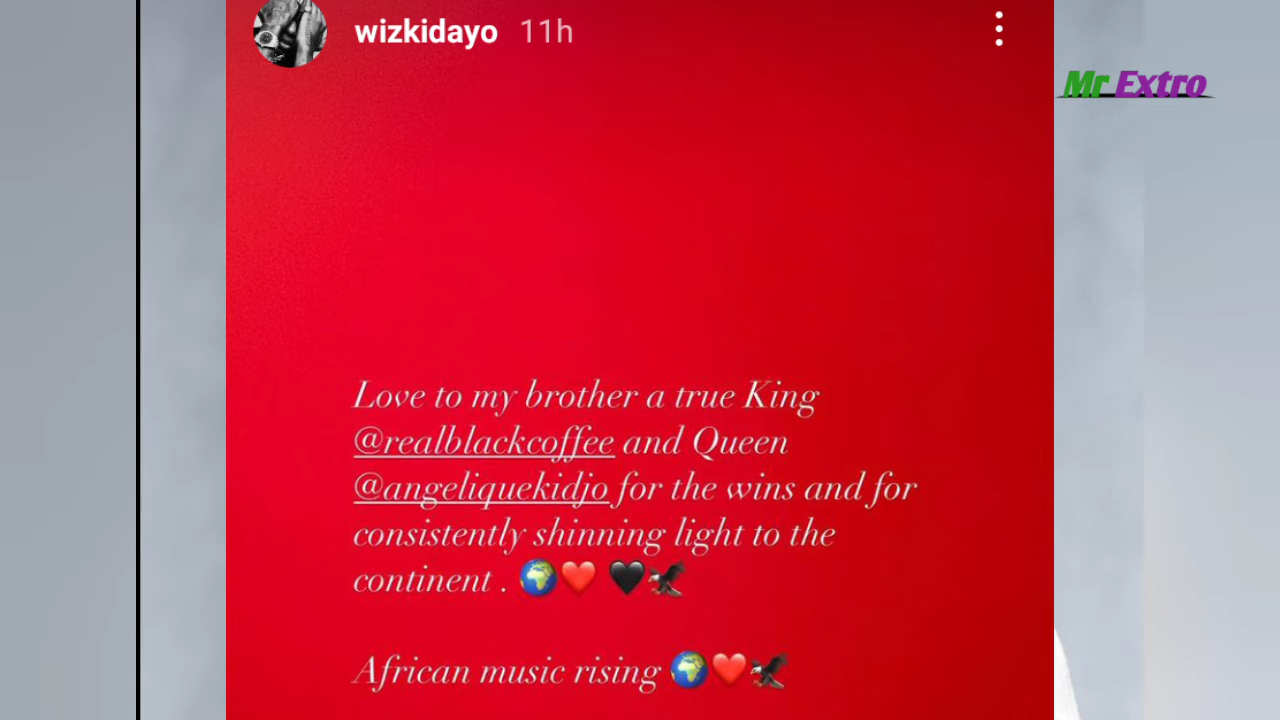 wizkidayo 11h
Mr Extro
Love to my brother a true King
@realblackcoffee and Queen
@angeliquekidjo for the wins and for
consistently shinning light to the
continent . 🌍❤️ 🖤🦅
African music rising 🌍❤️🦅